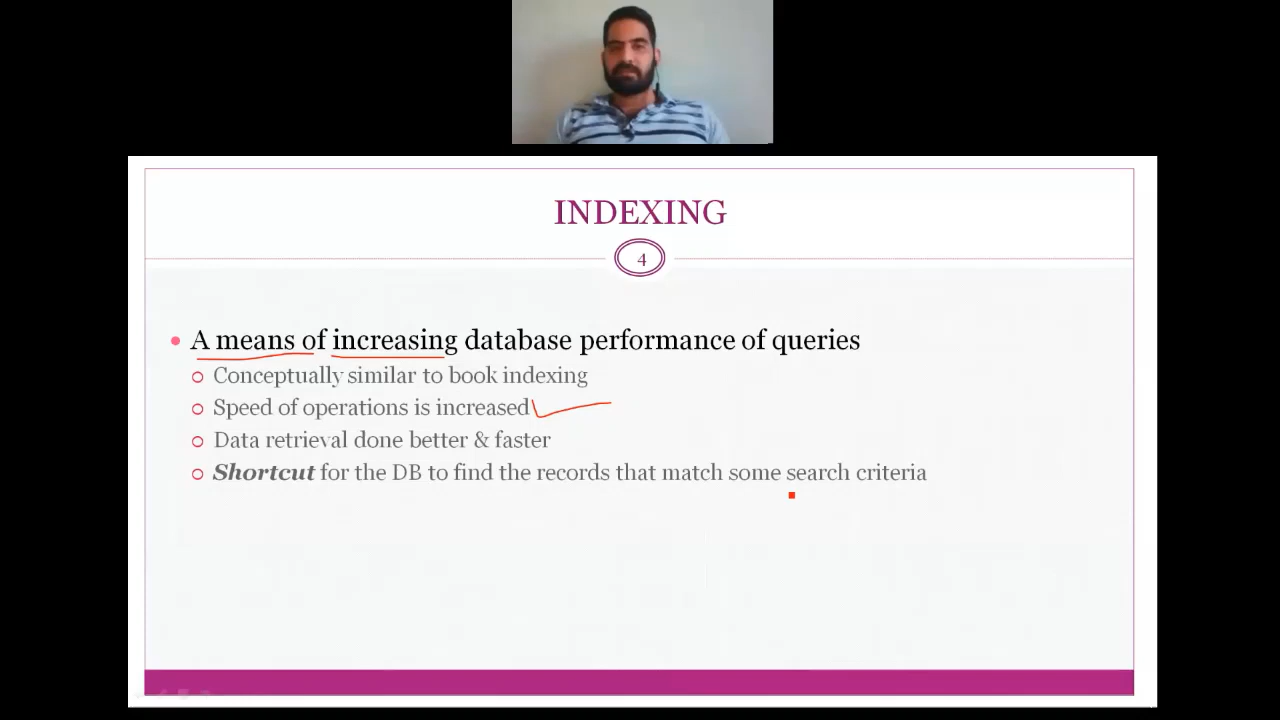 INDEXING
4
A means of increasing database performance of queries
Conceptually similar to book indexing
Speed of operations is increased
Data retrieval done better & faster
Shortcut for the DB to find the records that match some search criteria